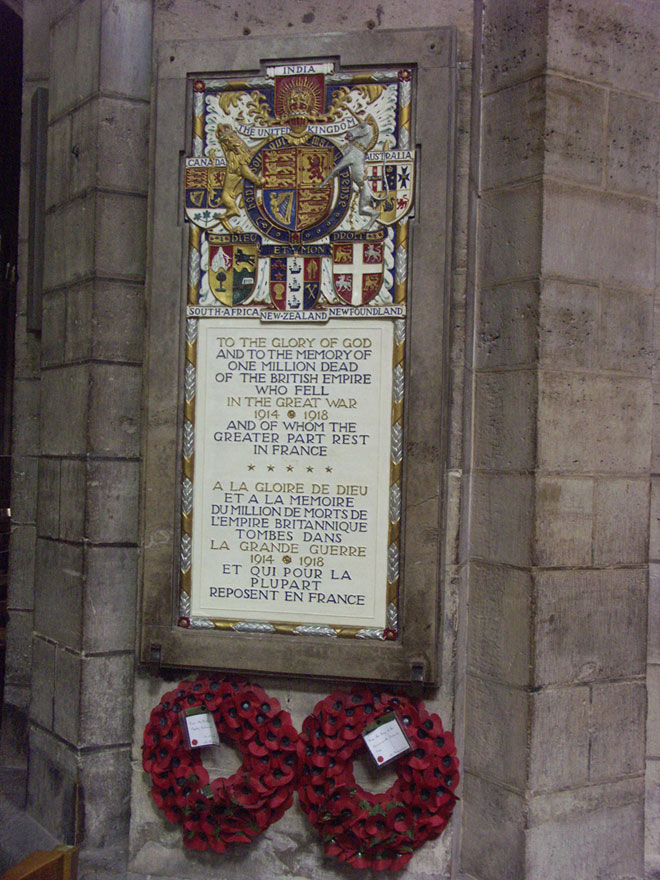 INDIA
THE UNITED KINGDOM
CANADA
AUSTRALIA
DIEU
ET MON
DROIT
SOUTH·AFRICA
NEW·ZEALAND
NEWFOUNDLAND
TO THE GLORY OF GOD
AND TO THE MEMORY OF
ONE MILLION DEAD
OF THE BRITISH EMPIRE
WHO FELL
IN THE GREAT WAR
1914 1918
AND OF WHOM THE
GREATER PART REST
IN FRANCE
A LA GLOIRE DE DIEU
ET A LA MEMOIRE
DU MILLION DE MORTS DE
L'EMPIRE BRITANNIQUE
TOMBES DANS
LA GRANDE GUERRE
1914 1918
ET QUI POUR LA
PLUPART
REPOSENT EN FRANCE